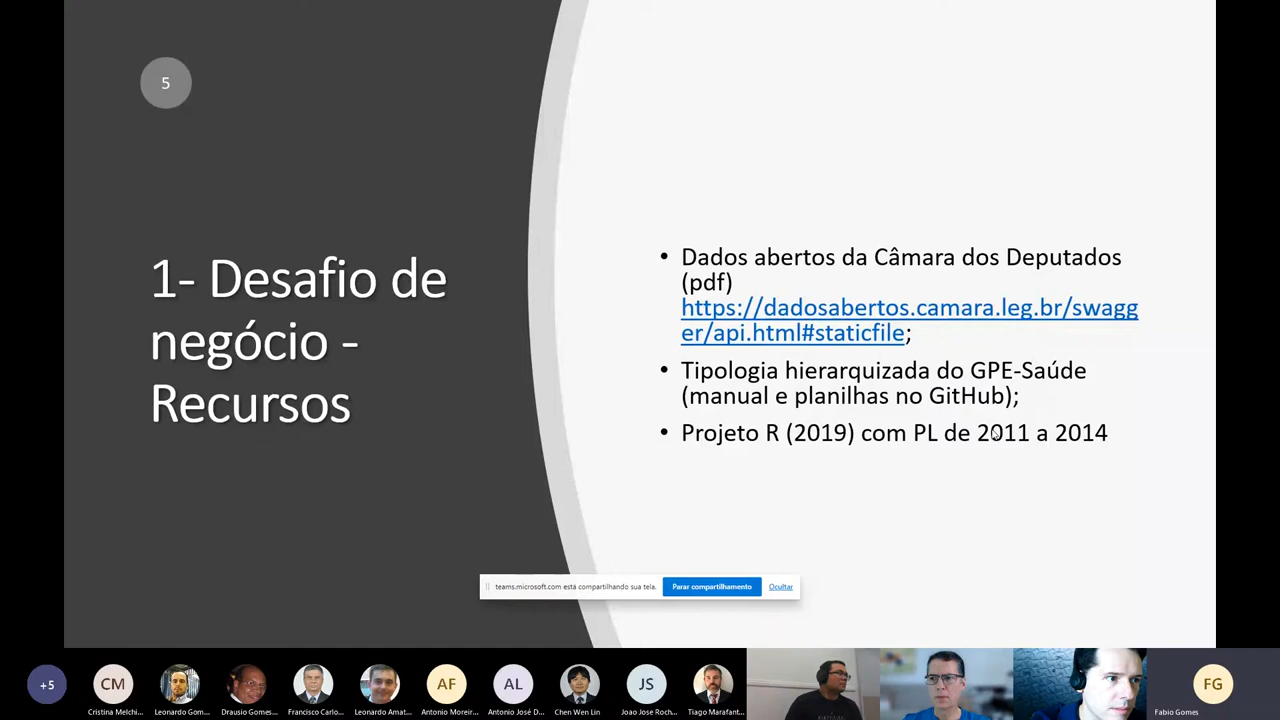 5
1- Desafio de
negócio -
Recursos
• Dados abertos da Câmara dos Deputados
(pdf)
https://dadosabertos.camara.leg.br/swagg
er/api.html#staticfile;
• Tipologia hierarquizada do GPE-Saúde
(manual e planilhas no GitHub);
• Projeto R (2019) com PL de 2011 a 2014
teams.microsoft.com está compartilhando sua tela. Parar compartilhamento Ocultar
+5 CM AF AL JS FG
Cristina Melchi... Leonardo Gom... Drausio Gomes... Francisco Carlo... Leonardo Amat... Antonio Moreir... Antonio José D... Chen Wen Lin Joao Jose Roch... Tiago Marafant... Fabio Gomes